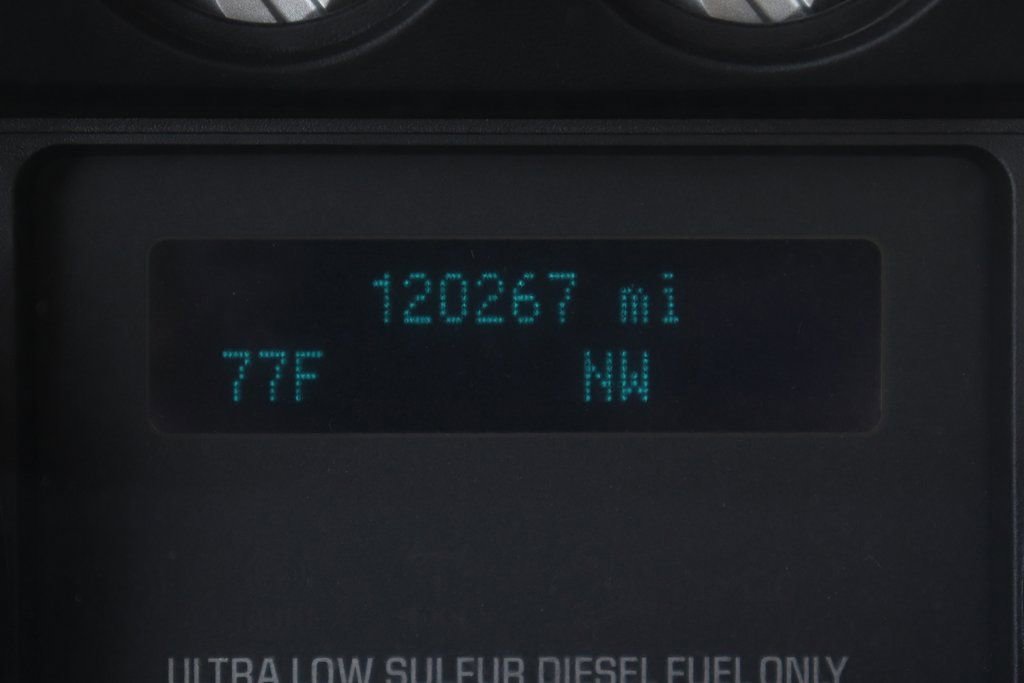 120267 mi
77F NW
ULTRA LOW SULFUR DIESEL FUEL ONLY